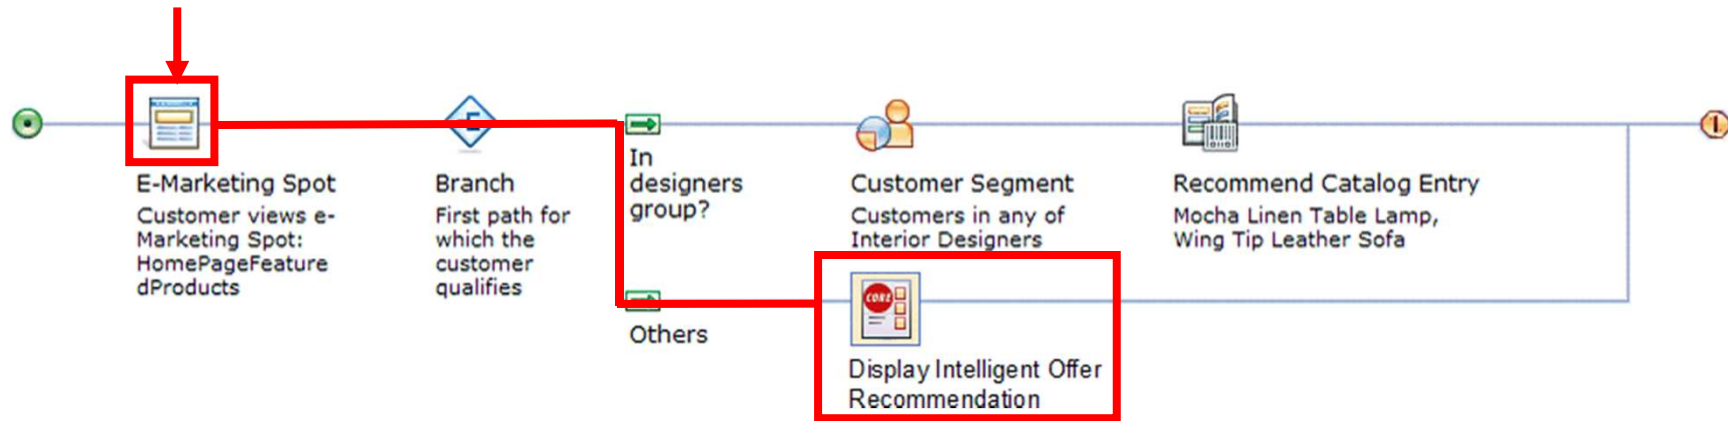 E-Marketing Spot
Customer views e-
Marketing Spot:
HomePageFeature
dProducts
Branch
First path for
which the
customer
qualifies
In
designers
group?
Customer Segment
Customers in any of
Interior Designers
Recommend Catalog Entry
Mocha Linen Table Lamp,
Wing Tip Leather Sofa
Others
CORE
Display Intelligent Offer
Recommendation